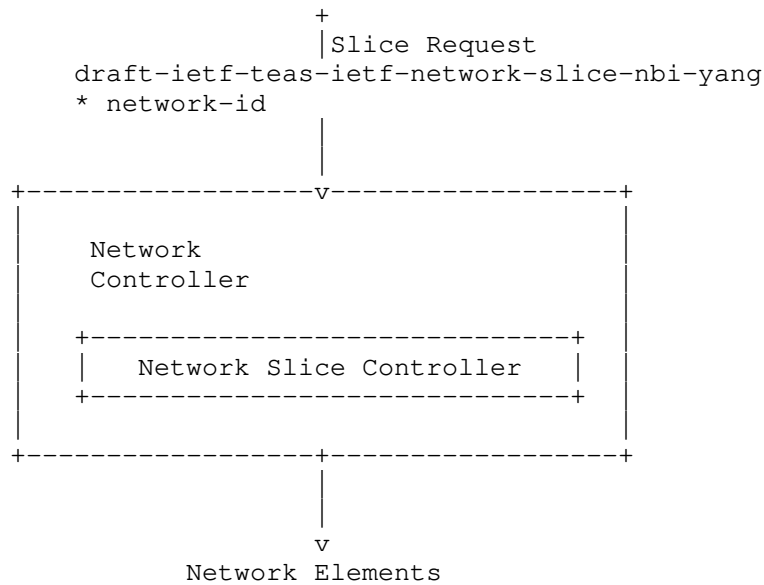 Slice Request
draft-ietf-teas-ietf-network-slice-nbi-yang
* network-id
v
Network
Controller
Network Slice Controller
v
Network Elements